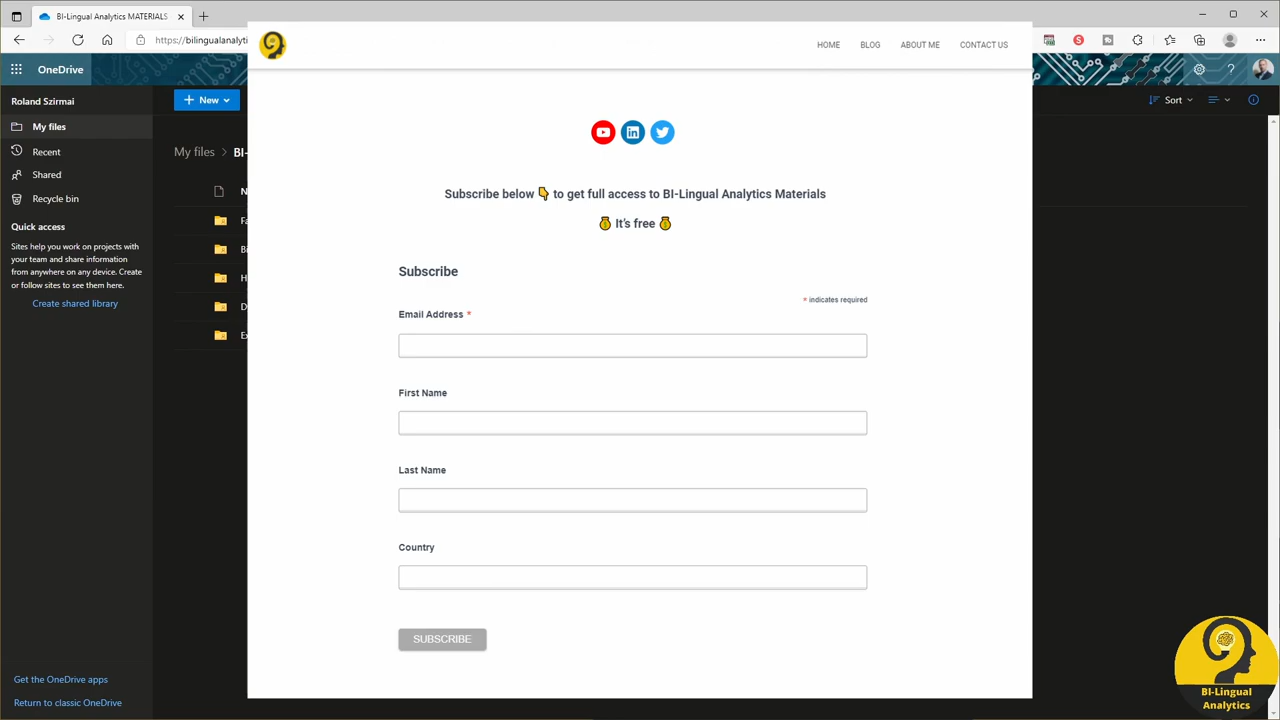 BI-Lingual Analytics MATERIALS
https://bilingualanalyti
OneDrive
HOME
BLOG
ABOUT ME
CONTACT US
Roland Szirmai
New
Sort
My files
My files > BI-
Recent
Shared
Recycle bin
Quick access
Sites help you work on projects with
your team and share information
from anywhere on any device. Create
or follow sites to see them here.
Create shared library
N
Fa
Bi
H
D
Ex
Subscribe below 👇 to get full access to BI-Lingual Analytics Materials
💰 It's free 💰
Subscribe
* indicates required
Email Address *
First Name
Last Name
Country
SUBSCRIBE
Get the OneDrive apps
Return to classic OneDrive
BI-Lingual
Analytics